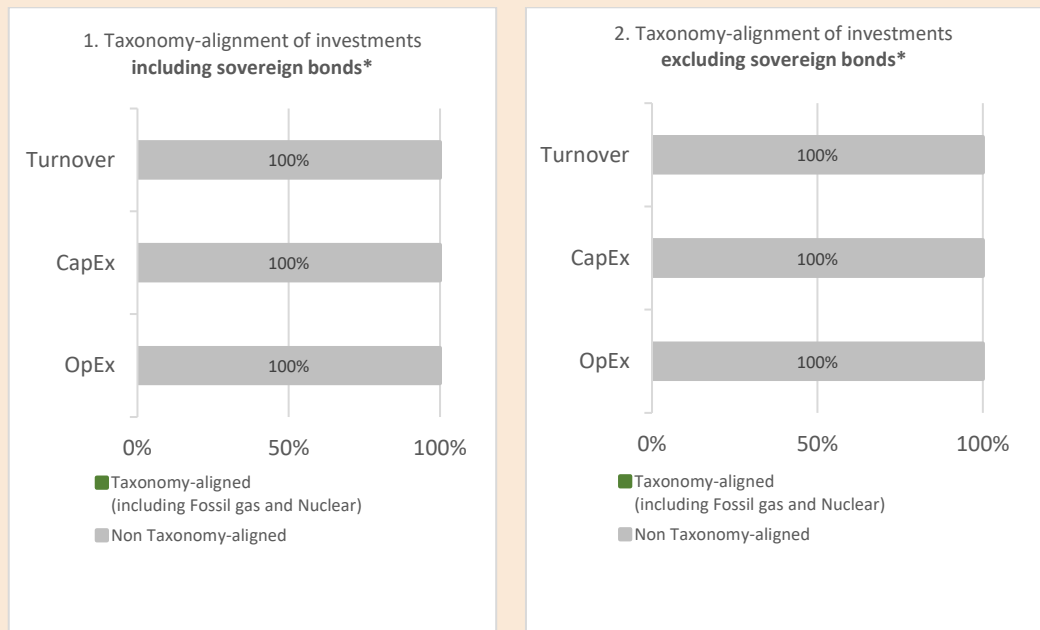 1. Taxonomy-alignment of investments
including sovereign bonds*
Turnover
100%
CapEx
100%
OpEx
100%
0%
50%
100%
Taxonomy-aligned
(including Fossil gas and Nuclear)
Non Taxonomy-aligned
2. Taxonomy-alignment of investments
excluding sovereign bonds*
Turnover
100%
CapEx
100%
OpEx
100%
0%
50%
100%
Taxonomy-aligned
(including Fossil gas and Nuclear)
Non Taxonomy-aligned